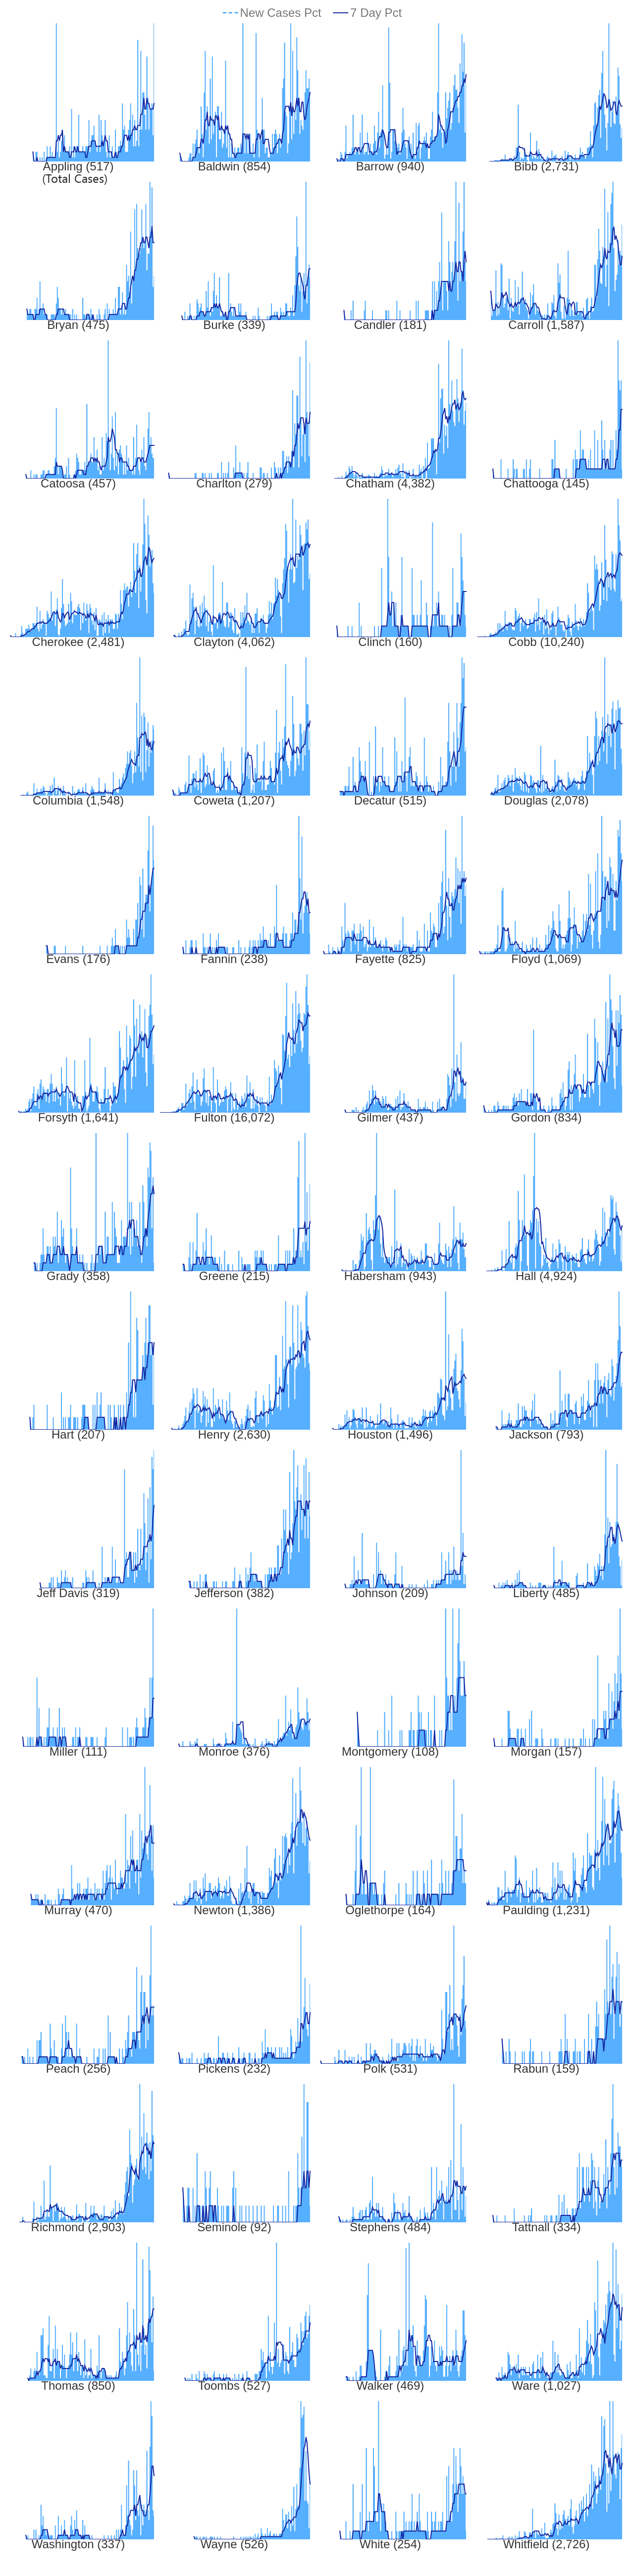 New Cases Pct 7 Day Pct
Appling (517) Baldwin (854) Barrow (940) Bibb (2,731)
(Total Cases)
Bryan (475) Burke (339) Candler (181) Carroll (1,587)
Catoosa (457) Charlton (279) Chatham (4,382) Chattooga (145)
Cherokee (2,481) Clayton (4,062) Clinch (160) Cobb (10,240)
Columbia (1,548) Coweta (1,207) Decatur (515) Douglas (2,078)
Evans (176) Fannin (238) Fayette (825) Floyd (1,069)
Forsyth (1,641) Fulton (16,072) Gilmer (437) Gordon (834)
Grady (358) Greene (215) Habersham (943) Hall (4,924)
Hart (207) Henry (2,630) Houston (1,496) Jackson (793)
Jeff Davis (319) Jefferson (382) Johnson (209) Liberty (485)
Miller (111) Monroe (376) Montgomery (108) Morgan (157)
Murray (470) Newton (1,386) Oglethorpe (164) Paulding (1,231)
Peach (256) Pickens (232) Polk (531) Rabun (159)
Richmond (2,903) Seminole (92) Stephens (484) Tattnall (334)
Thomas (850) Toombs (527) Walker (469) Ware (1,027)
Washington (337) Wayne (526) White (254) Whitfield (2,726)